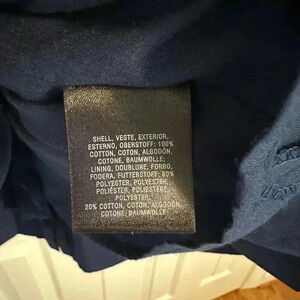 SHELL, VESTE, EXTERIOR,
ESTERNO, OBERSTOFF: 100%
COTTON, COTON, ALGODÓN,
COTONE, BAUMWOLLE;
LINING, DOUBLURE, FORRO,
FODERA, FUTTERSTOFF: 80%
POLYESTER, POLYESTER,
POLIÉSTER, POLIESTERE,
POLYESTER;
20% COTTON, COTON, ALGODÓN,
COTONE, BAUMWOLLE